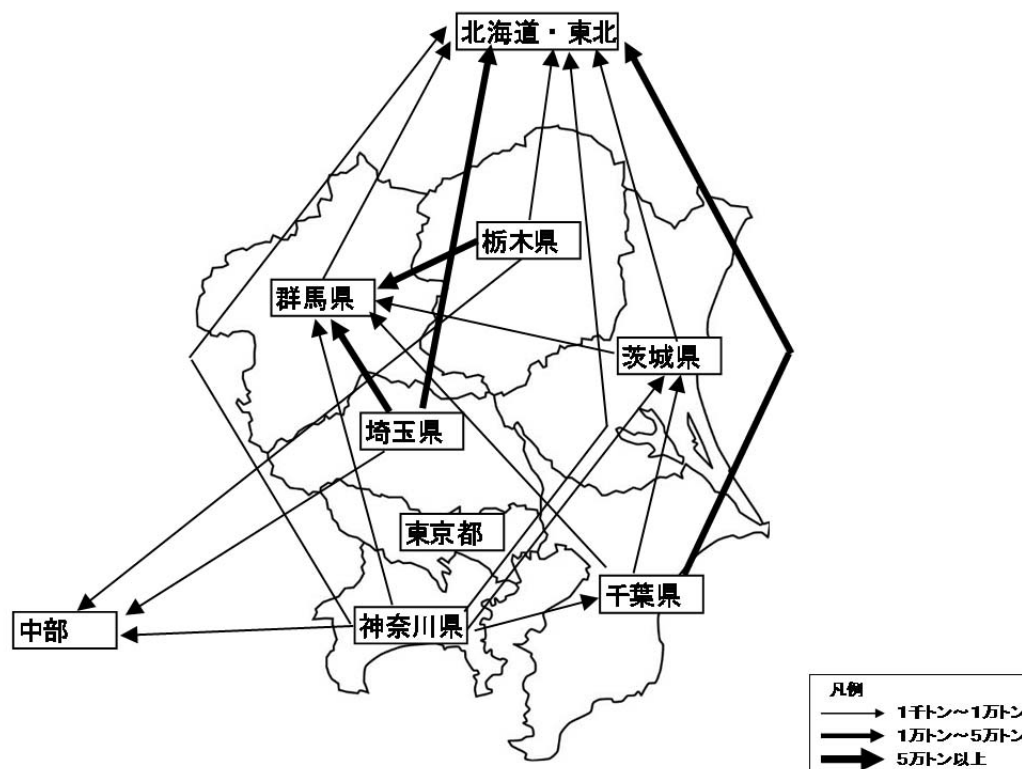 北海道・東北
栃木県
群馬県
茨城県
埼玉県
東京都
千葉県
中部
神奈川県
凡例
1千トン～1万トン
1万トン～5万トン
5万トン以上